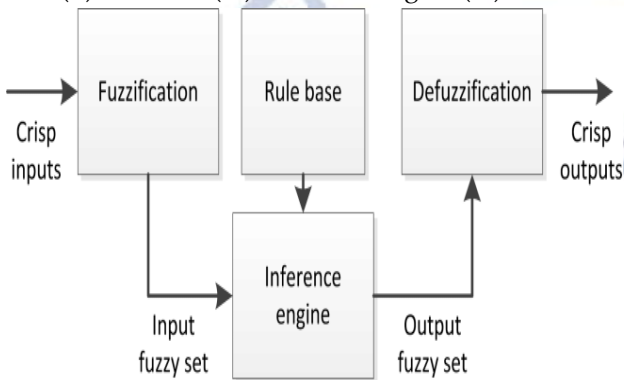 Fuzzification
Rule base
Defuzzification
Crisp
inputs
Crisp
outputs
Inference
engine
Input
fuzzy set
Output
fuzzy set